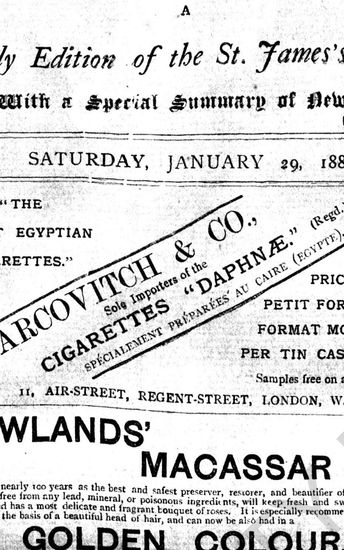 A
ly Edition of the St. James's
With a Special Summary of New
SATURDAY, JANUARY 29, 188
"THE
T EGYPTIAN
ARETTES."
ARCOVITCH & CO.,
Sole Importers of the
CIGARETTES "DAPHNÆ." (Regd.)
SPÉCIALEMENT PRÉPARÉES AU CAIRE (EGYPTE).
PRIC
PETIT FOR
FORMAT MO
PER TIN CAS
Samples free on a
11, AIR-STREET, REGENT-STREET, LONDON, W.
WLANDS'
MACASSAR
nearly 100 years as the best and safest preserver, restorer, and beautifier of
free from any lead, mineral, or poisonous ingredients, will keep fresh and sw
d has a most delicate and fragrant bouquet of roses. It is especially recomme
the basis of a beautiful head of hair, and can now be also had in a
GOLDEN COLOUR